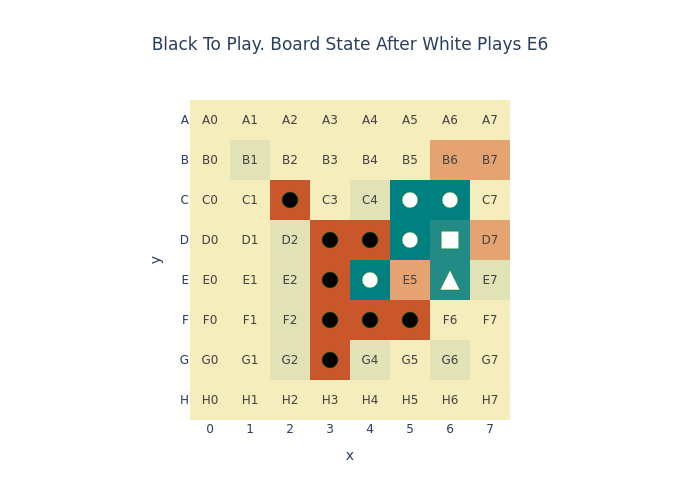 Black To Play. Board State After White Plays E6
A A0 A1 A2 A3 A4 A5 A6 A7
B B0 B1 B2 B3 B4 B5 B6 B7
C C0 C1 C3 C4 C7
D D0 D1 D2 D7
y
E E0 E1 E2 E5 E7
F F0 F1 F2 F6 F7
G G0 G1 G2 G4 G5 G6 G7
H H0 H1 H2 H3 H4 H5 H6 H7
0 1 2 3 4 5 6 7
x